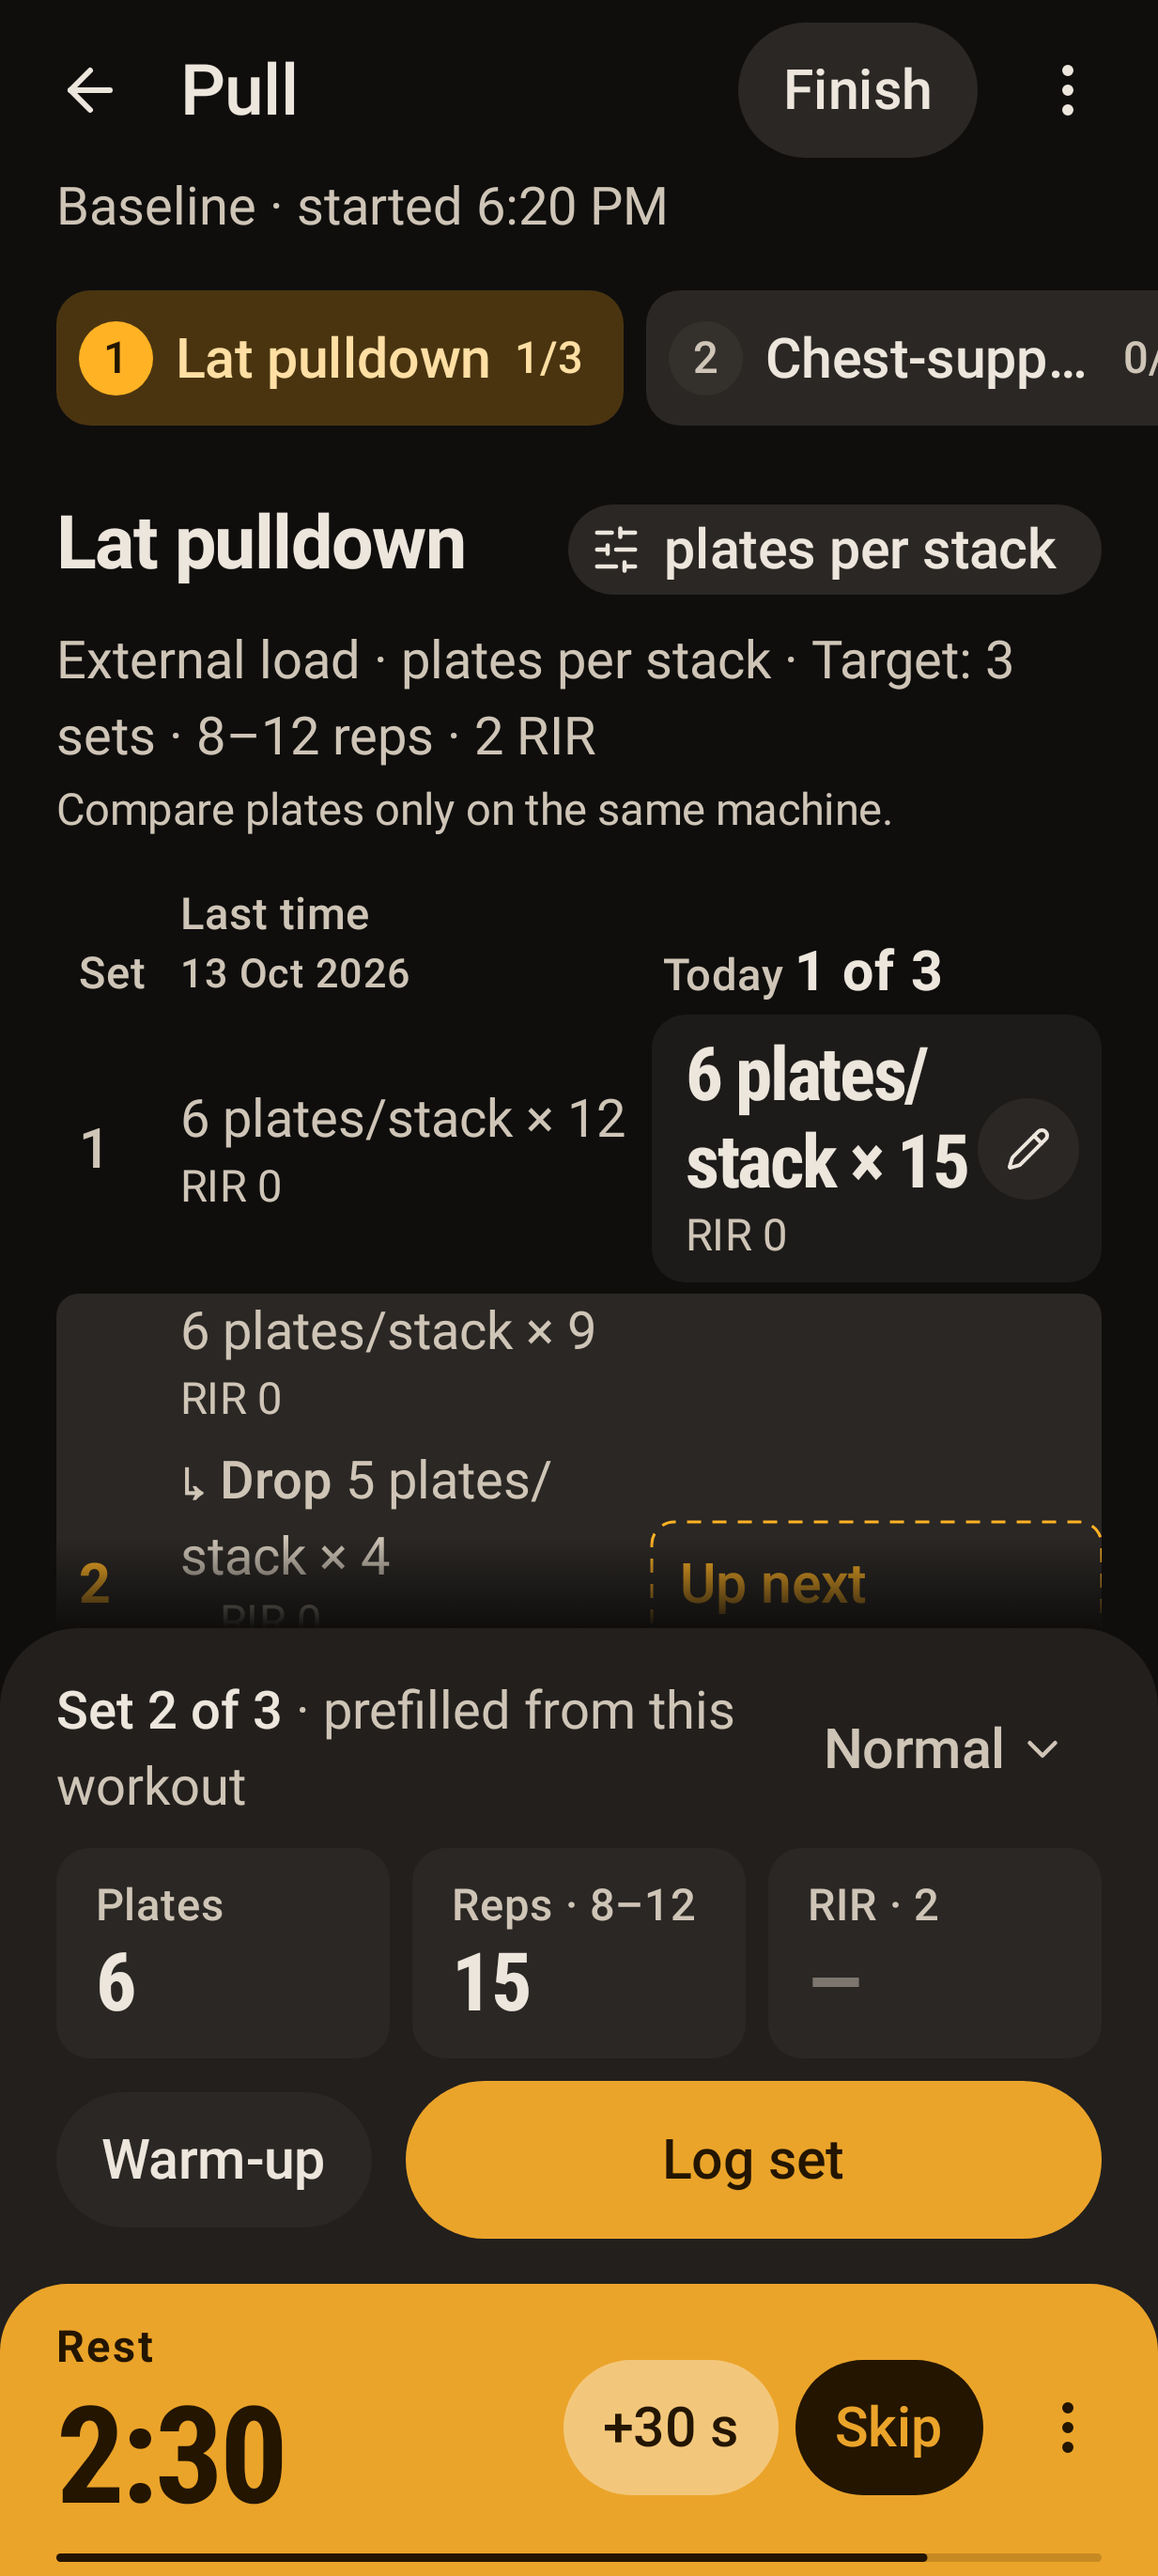 Pull
Finish
Baseline · started 6:20 PM
1 Lat pulldown 1/3
2 Chest-supp… 0/
Lat pulldown
plates per stack
External load · plates per stack · Target: 3
sets · 8–12 reps · 2 RIR
Compare plates only on the same machine.
Last time
Set 13 Oct 2026
Today 1 of 3
1
6 plates/stack × 12
RIR 0
6 plates/
stack × 15
RIR 0
6 plates/stack × 9
RIR 0
↳ Drop 5 plates/
stack × 4
RIR 0
2
Up next
Set 2 of 3 · prefilled from this
workout
Normal
Plates
6
Reps · 8–12
15
RIR · 2
—
Warm-up
Log set
Rest
2:30
+30 s
Skip